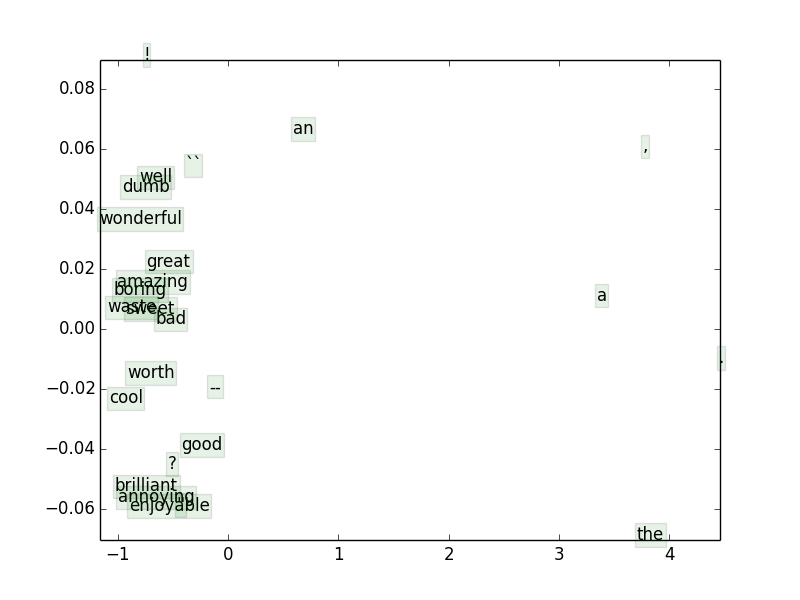 !
0.08
an
0.06
,
``
well
dumb
0.04
wonderful
great
0.02
amazing
boring
a
waste
sweet
bad
0.00
.
worth
−0.02
--
cool
good
−0.04
?
brilliant
annoying
enjoyable
−0.06
the
−1 0 1 2 3 4